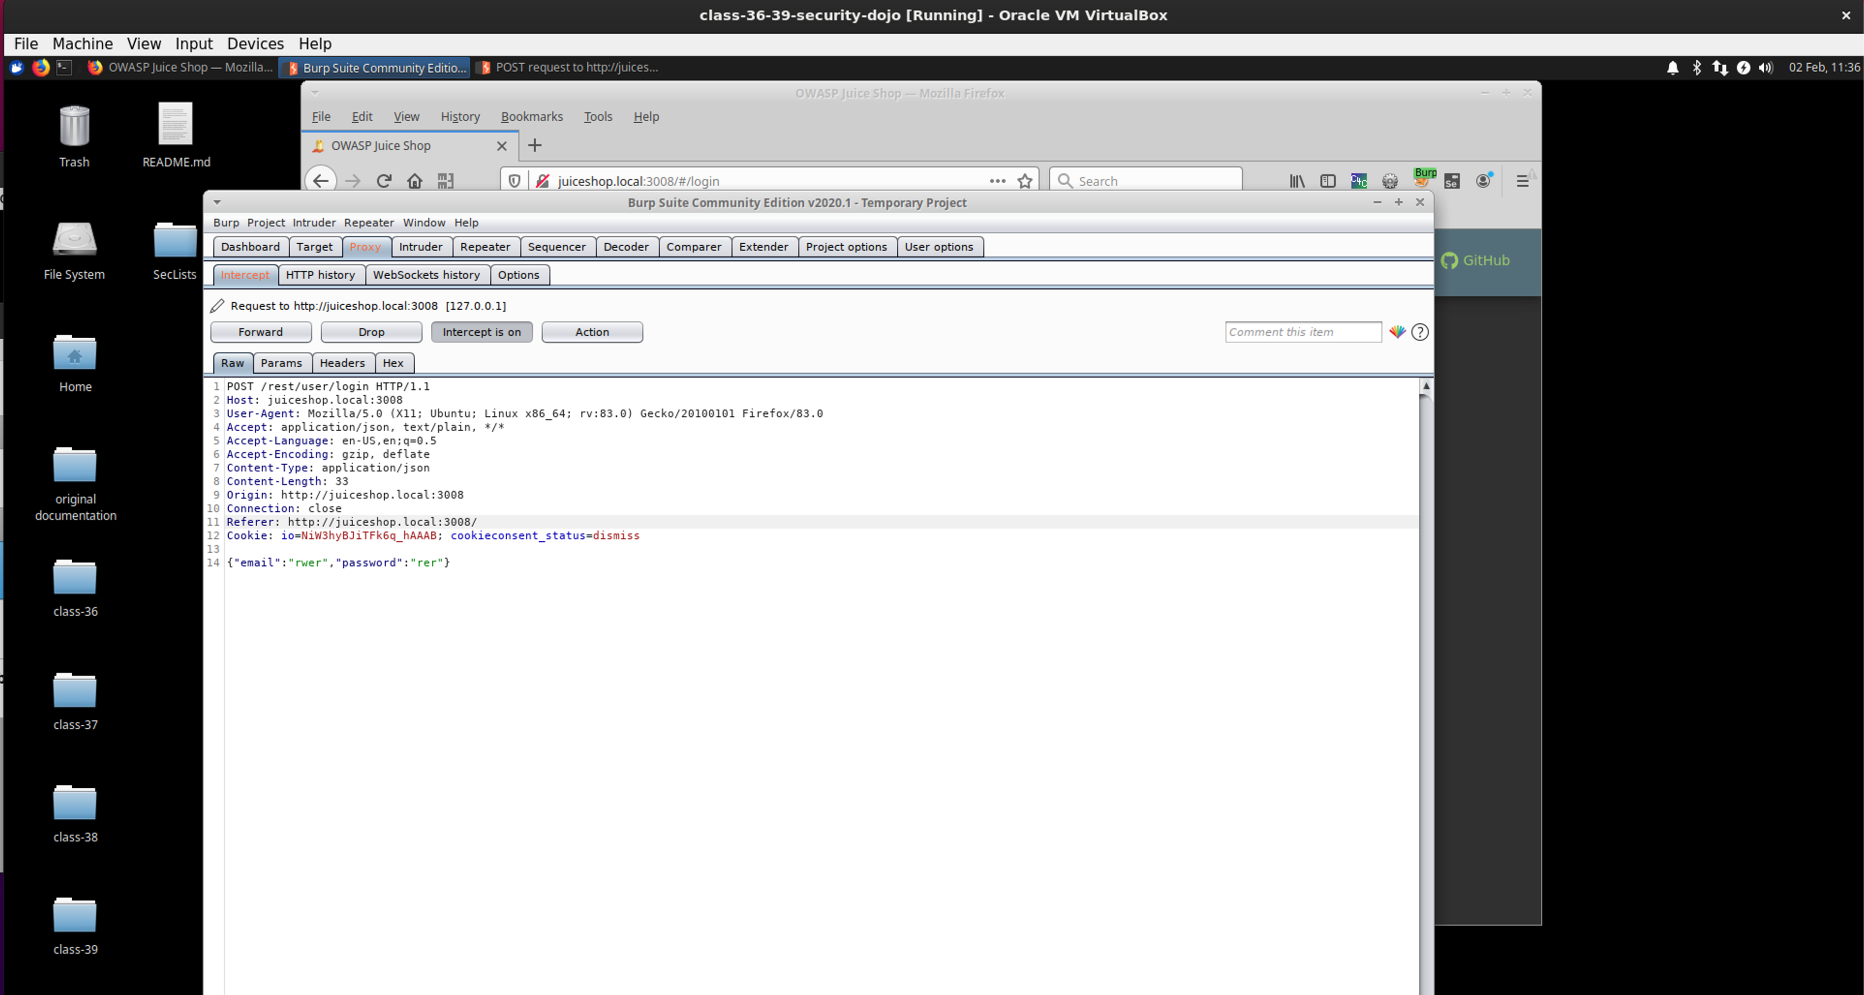 class-36-39-security-dojo [Running] - Oracle VM VirtualBox
File Machine View Input Devices Help
OWASP Juice Shop — Mozilla... Burp Suite Community Editio... POST request to http://juices... 02 Feb, 11:36
Trash
README.md
File System
SecLists
Home
original
documentation
class-36
class-37
class-38
class-39
OWASP Juice Shop — Mozilla Firefox
File Edit View History Bookmarks Tools Help
OWASP Juice Shop
juiceshop.local:3008/#/login Search Burp Se
GitHub
Burp Suite Community Edition v2020.1 - Temporary Project
Burp Project Intruder Repeater Window Help
Dashboard Target Proxy Intruder Repeater Sequencer Decoder Comparer Extender Project options User options
Intercept HTTP history WebSockets history Options
Request to http://juiceshop.local:3008 [127.0.0.1]
Forward Drop Intercept is on Action Comment this item ?
Raw Params Headers Hex
1 POST /rest/user/login HTTP/1.1
2 Host: juiceshop.local:3008
3 User-Agent: Mozilla/5.0 (X11; Ubuntu; Linux x86_64; rv:83.0) Gecko/20100101 Firefox/83.0
4 Accept: application/json, text/plain, */*
5 Accept-Language: en-US,en;q=0.5
6 Accept-Encoding: gzip, deflate
7 Content-Type: application/json
8 Content-Length: 33
9 Origin: http://juiceshop.local:3008
10 Connection: close
11 Referer: http://juiceshop.local:3008/
12 Cookie: io=NiW3hyBJiTFk6q_hAAAB; cookieconsent_status=dismiss
13
14 {"email":"rwer","password":"rer"}